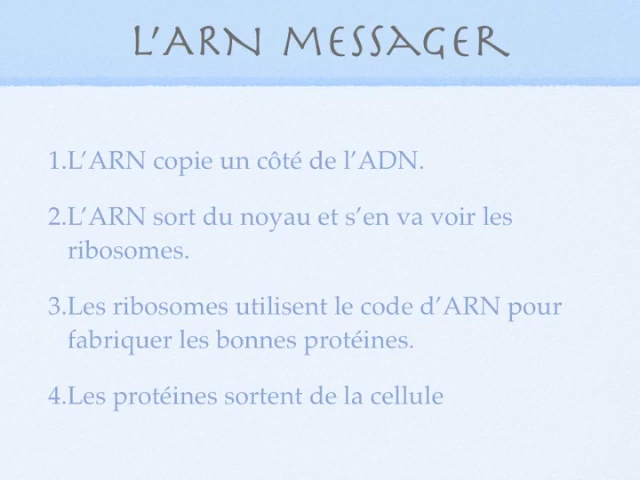 L’ARN MESSAGER
1.L’ARN copie un côté de l’ADN.
2.L’ARN sort du noyau et s’en va voir les
ribosomes.
3.Les ribosomes utilisent le code d’ARN pour
fabriquer les bonnes protéines.
4.Les protéines sortent de la cellule